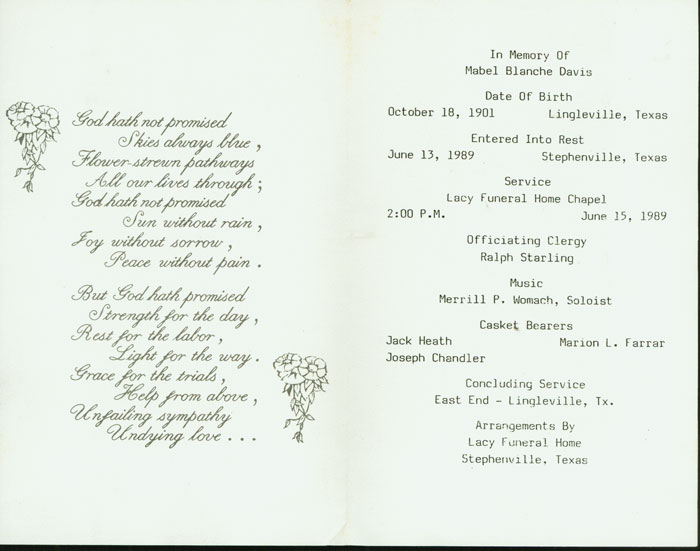 God hath not promised
Skies always blue,
Flower-strewn pathways
All our lives through;
God hath not promised
Sun without rain,
Joy without sorrow,
Peace without pain.
But God hath promised
Strength for the day,
Rest for the labor,
Light for the way.
Grace for the trials,
Help from above,
Unfailing sympathy
Undying love...
In Memory Of
Mabel Blanche Davis
Date Of Birth
October 18, 1901 Lingleville, Texas
Entered Into Rest
June 13, 1989 Stephenville, Texas
Service
Lacy Funeral Home Chapel
2:00 P.M. June 15, 1989
Officiating Clergy
Ralph Starling
Music
Merrill P. Womach, Soloist
Casket Bearers
Jack Heath Marion L. Farrar
Joseph Chandler
Concluding Service
East End - Lingleville, Tx.
Arrangements By
Lacy Funeral Home
Stephenville, Texas